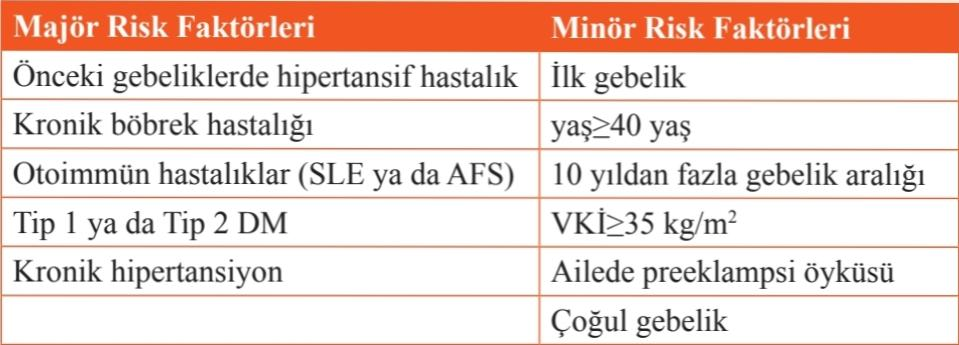 Majör Risk Faktörleri Minör Risk Faktörleri
Önceki gebeliklerde hipertansif hastalık İlk gebelik
Kronik böbrek hastalığı yaş≥40 yaş
Otoimmün hastalıklar (SLE ya da AFS) 10 yıldan fazla gebelik aralığı
Tip 1 ya da Tip 2 DM VKİ≥35 kg/m²
Kronik hipertansiyon Ailede preeklampsi öyküsü
Çoğul gebelik